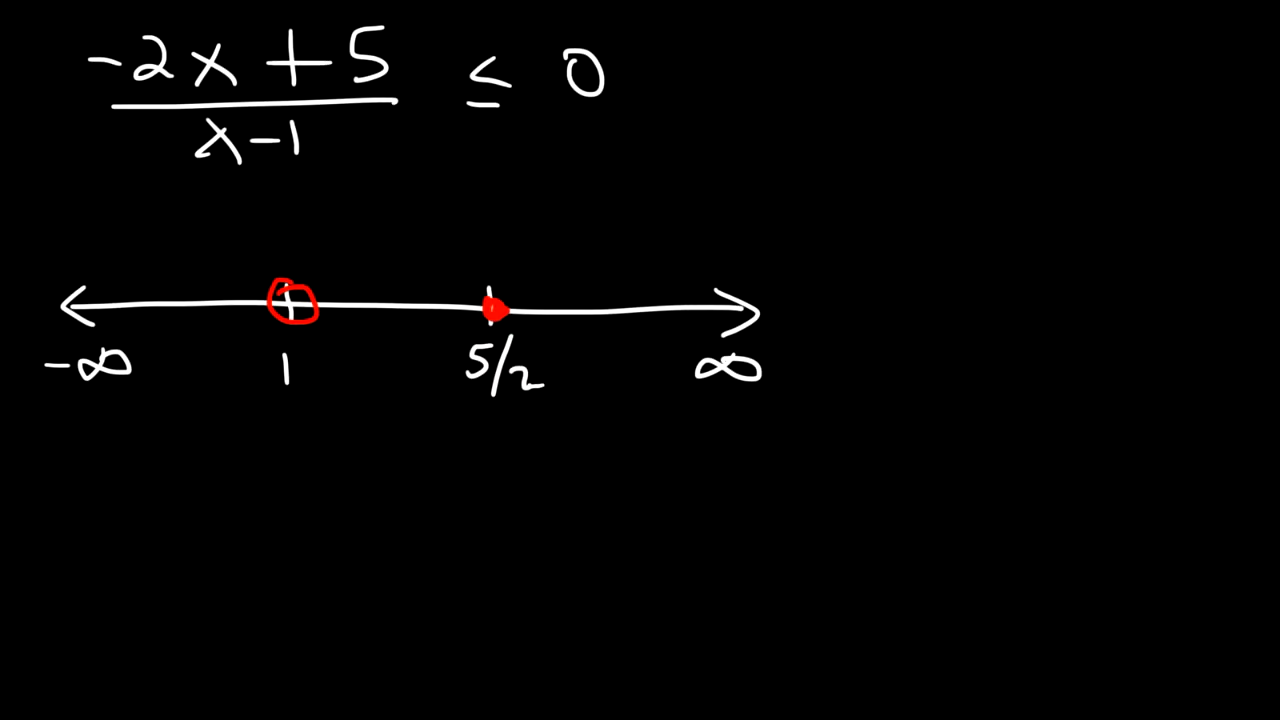 -2x + 5
x - 1
≤ 0
-∞ 1 5/2 ∞